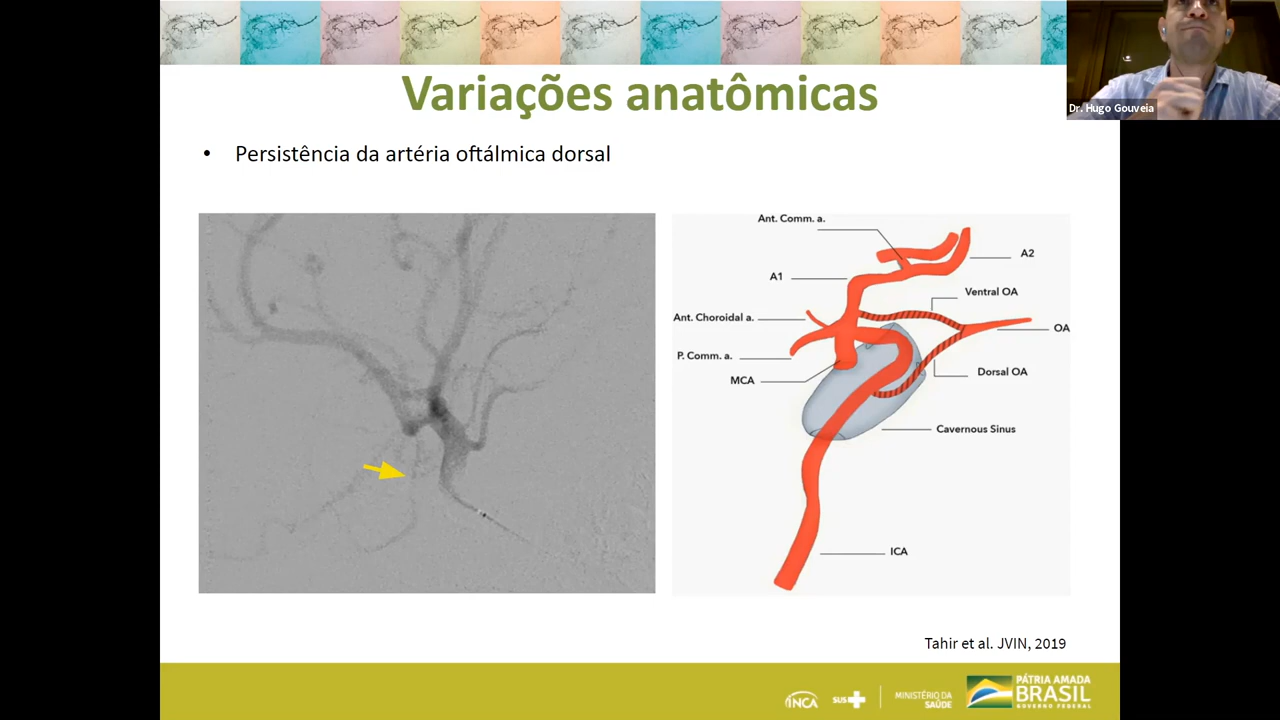 Dr. Hugo Gouveia
Variações anatômicas
• Persistência da artéria oftálmica dorsal
Ant. Comm. a.
A2
A1
Ventral OA
Ant. Choroidal a.
OA
P. Comm. a.
Dorsal OA
MCA
Cavernous Sinus
ICA
Tahir et al. JVIN, 2019
INCA
SUS
MINISTÉRIO DA
SAÚDE
PÁTRIA AMADA
BRASIL
GOVERNO FEDERAL